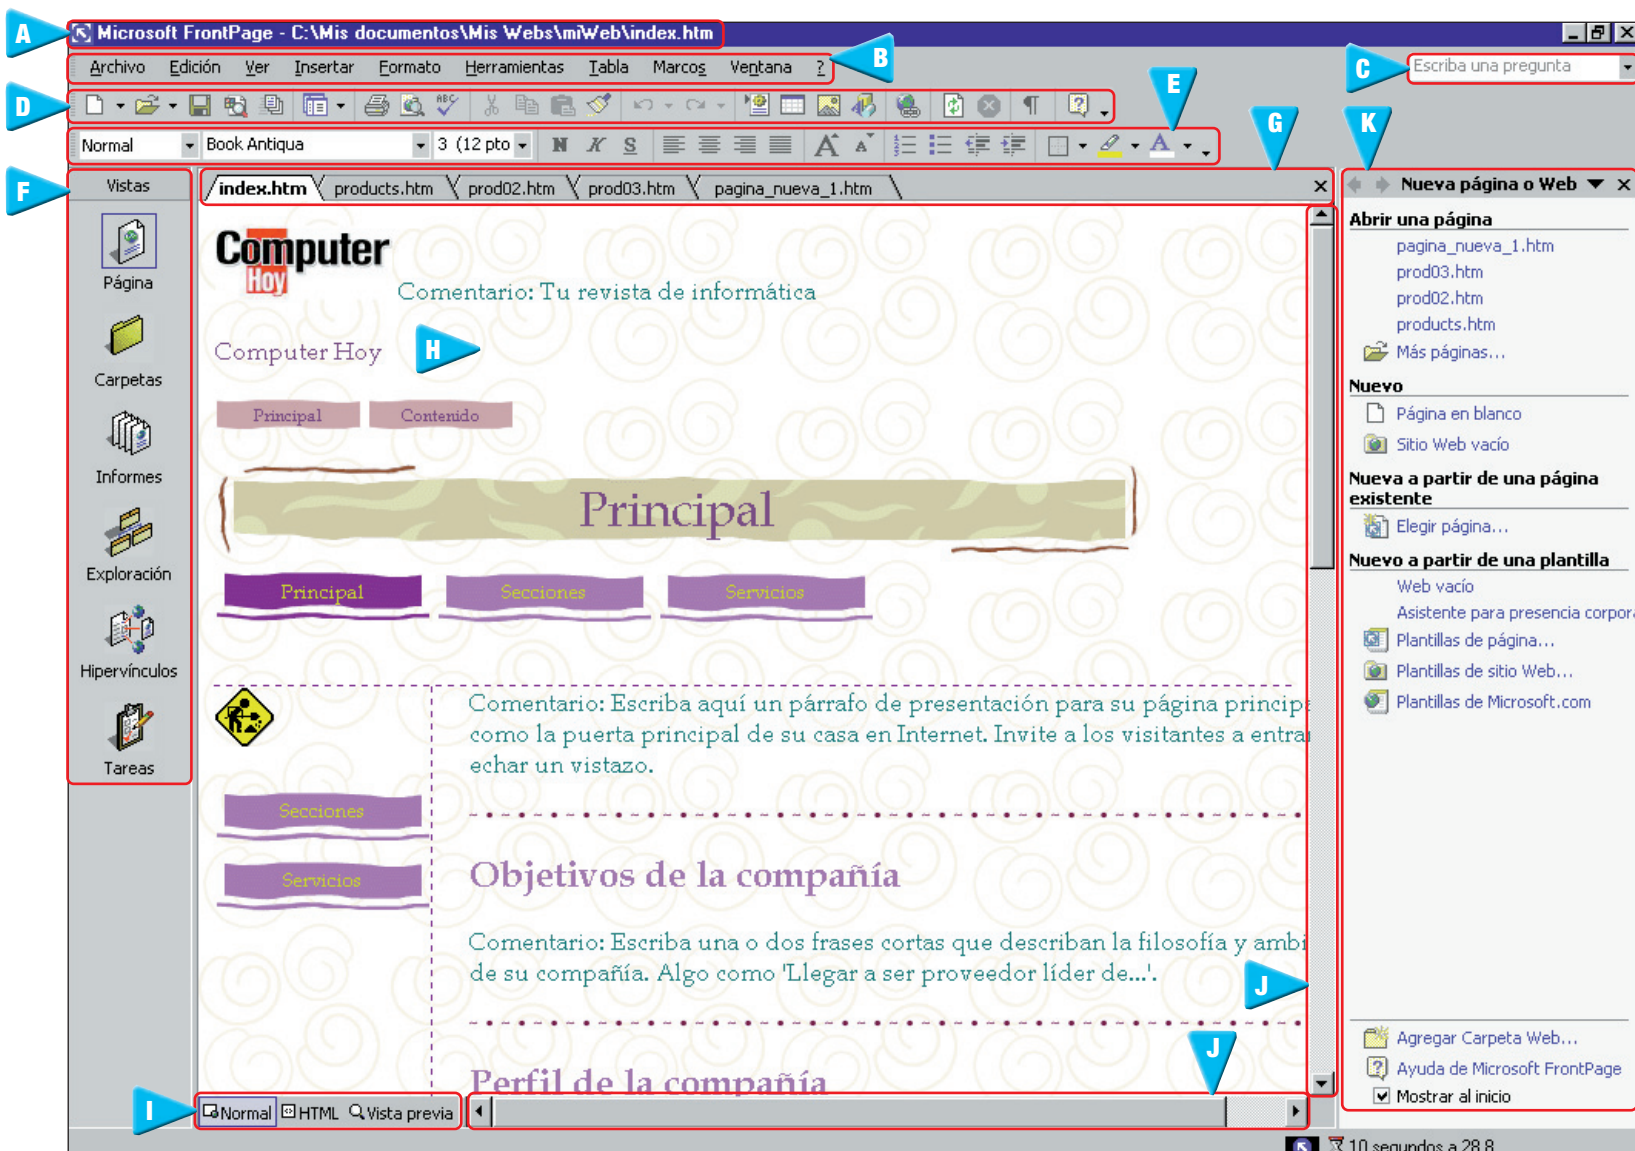 A
Microsoft FrontPage - C:\Mis documentos\Mis Webs\miWeb\index.htm
Archivo Edición Ver Insertar Formato Herramientas Tabla Marcos Ventana ?
B
C
Escriba una pregunta
D
ABC
E
Normal
Book Antiqua
3 (12 pto
N K S
A A
A
F
G
K
Vistas
index.htm products.htm prod02.htm prod03.htm pagina_nueva_1.htm
Página
Carpetas
Informes
Exploración
Hipervínculos
Tareas
Computer
Hoy
Comentario: Tu revista de informática
Computer Hoy
H
Principal Contenido
Principal
Principal Secciones Servicios
Comentario: Escriba aquí un párrafo de presentación para su página princip
como la puerta principal de su casa en Internet. Invite a los visitantes a entra
echar un vistazo.
Secciones
Servicios
Objetivos de la compañía
Comentario: Escriba una o dos frases cortas que describan la filosofía y ambi
de su compañía. Algo como 'Llegar a ser proveedor líder de...'.
J
Perfil de la compañía
J
I
Normal HTML Vista previa
Nueva página o Web
Abrir una página
pagina_nueva_1.htm
prod03.htm
prod02.htm
products.htm
Más páginas...
Nuevo
Página en blanco
Sitio Web vacío
Nueva a partir de una página
existente
Elegir página...
Nuevo a partir de una plantilla
Web vacío
Asistente para presencia corpora
Plantillas de página...
Plantillas de sitio Web...
Plantillas de Microsoft.com
Agregar Carpeta Web...
Ayuda de Microsoft FrontPage
Mostrar al inicio
10 segundos a 28,8